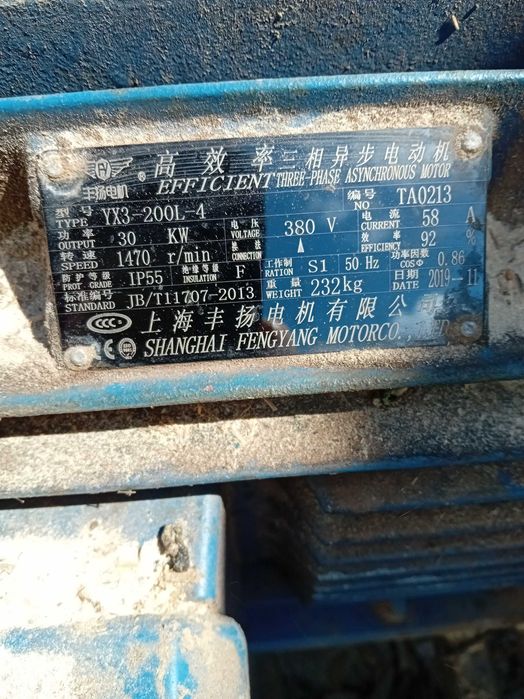 丰扬电机 ® 高效率三相异步电动机
EFFICIENT THREE-PHASE ASYNCHRONOUS MOTOR
型号 TYPE YX3-200L-4 编号 NO TA0213
功率 OUTPUT 30 KW 电压 VOLTAGE 380 V 电流 CURRENT 58 A
转速 SPEED 1470 r/min 接法 CONNECTION 效率 EFFICIENCY 92 %
防护等级 GRADE IP55 绝缘等级 INSULATION F 工作制 RATION S1 50 Hz 功率因数 COSΦ 0.86
标准编号 STANDARD JB/T11707-2013 重量 WEIGHT 232kg 日期 DATE 2019-11
CCC 上海丰扬电机有限公司
CE SHANGHAI FENGYANG MOTOR CO., LTD